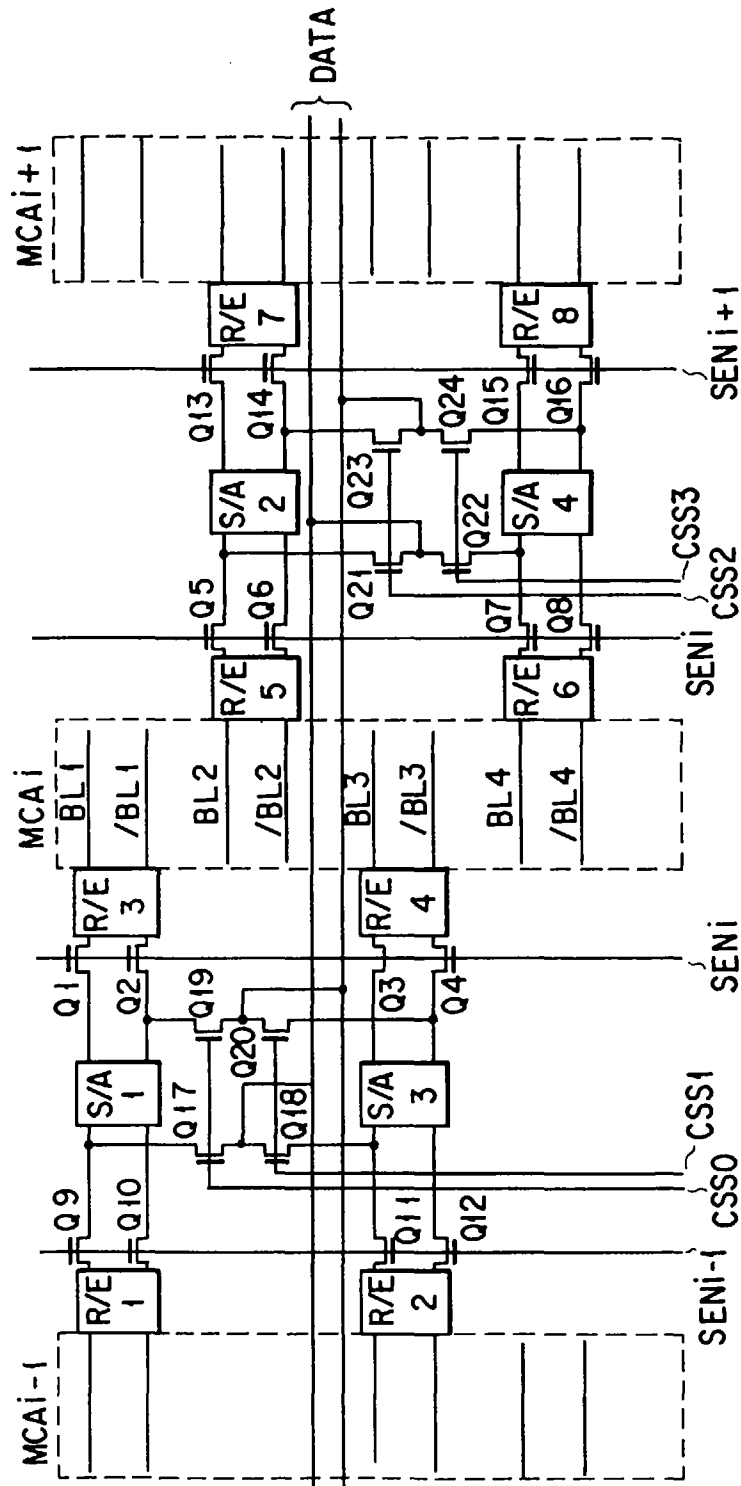 MCAi-1
MCAi
MCAi+1
DATA
R/E 1
Q9
Q10
S/A 1
Q1
Q2
R/E 3
BL1
/BL1
BL2
/BL2
R/E 5
Q5
Q6
S/A 2
Q13
Q14
R/E 7
Q17
Q18
Q19
Q20
Q21
Q22
Q23
Q24
R/E 2
Q11
Q12
S/A 3
Q3
Q4
R/E 4
BL3
/BL3
BL4
/BL4
R/E 6
Q7
Q8
S/A 4
Q15
Q16
R/E 8
SENi-1
CSS0
CSS1
SENi
SENi
CSS2
CSS3
SENi+1